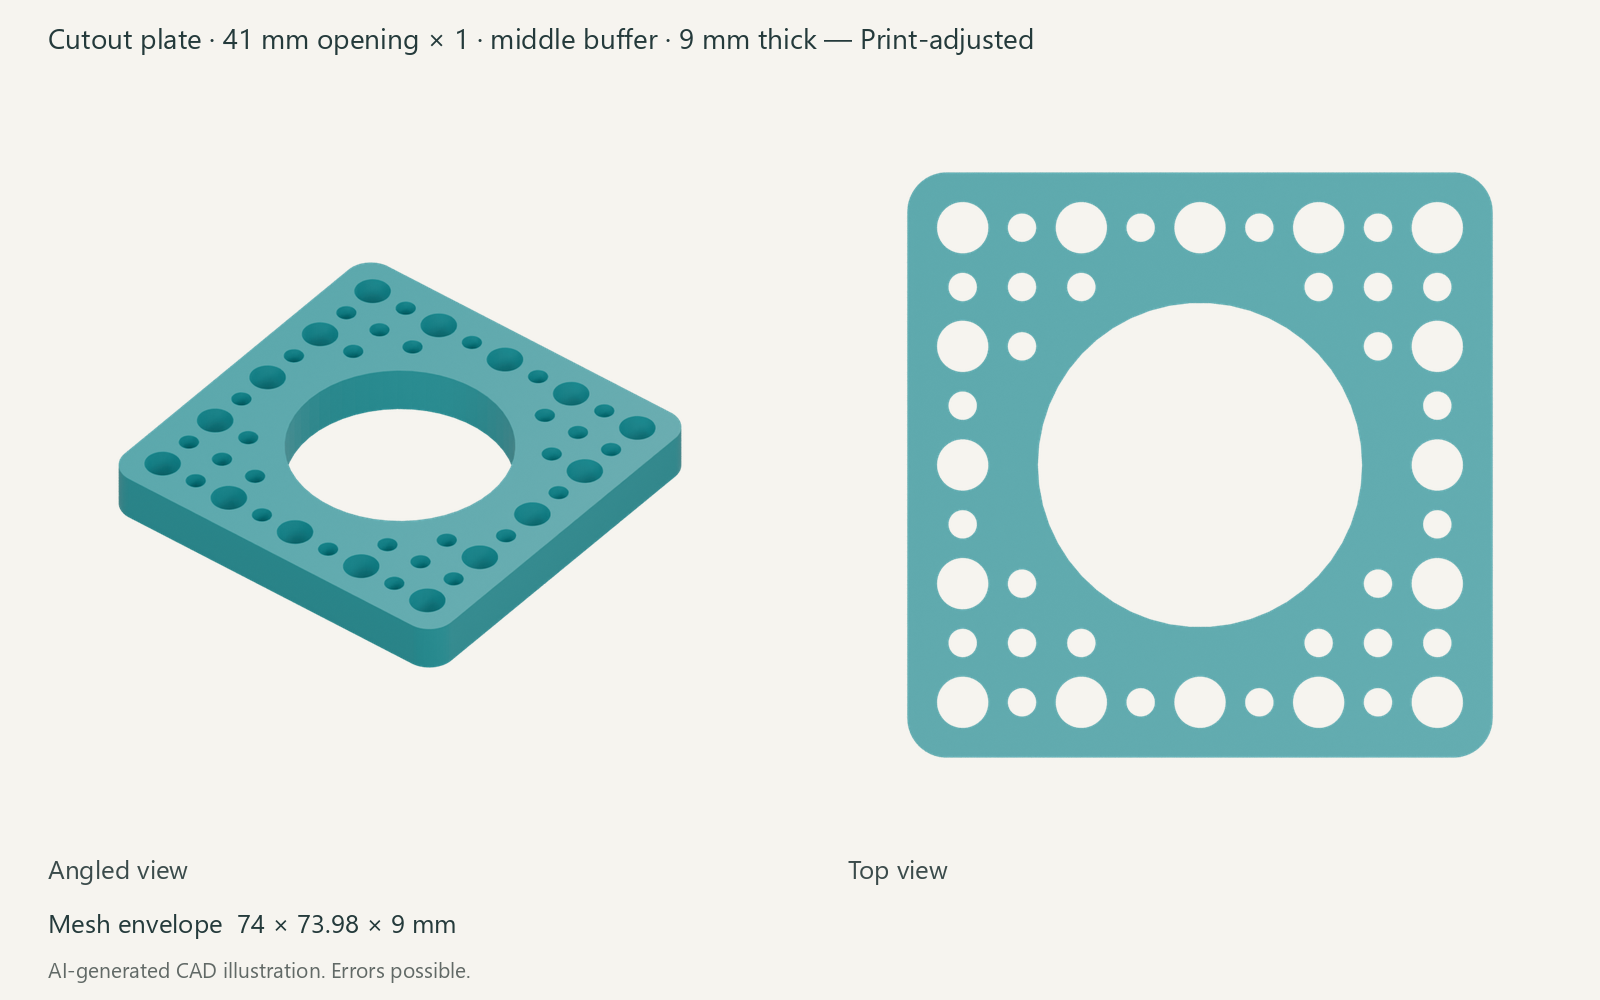 Cutout plate · 41 mm opening × 1 · middle buffer · 9 mm thick — Print-adjusted
Angled view
Top view
Mesh envelope 74 × 73.98 × 9 mm
AI-generated CAD illustration. Errors possible.